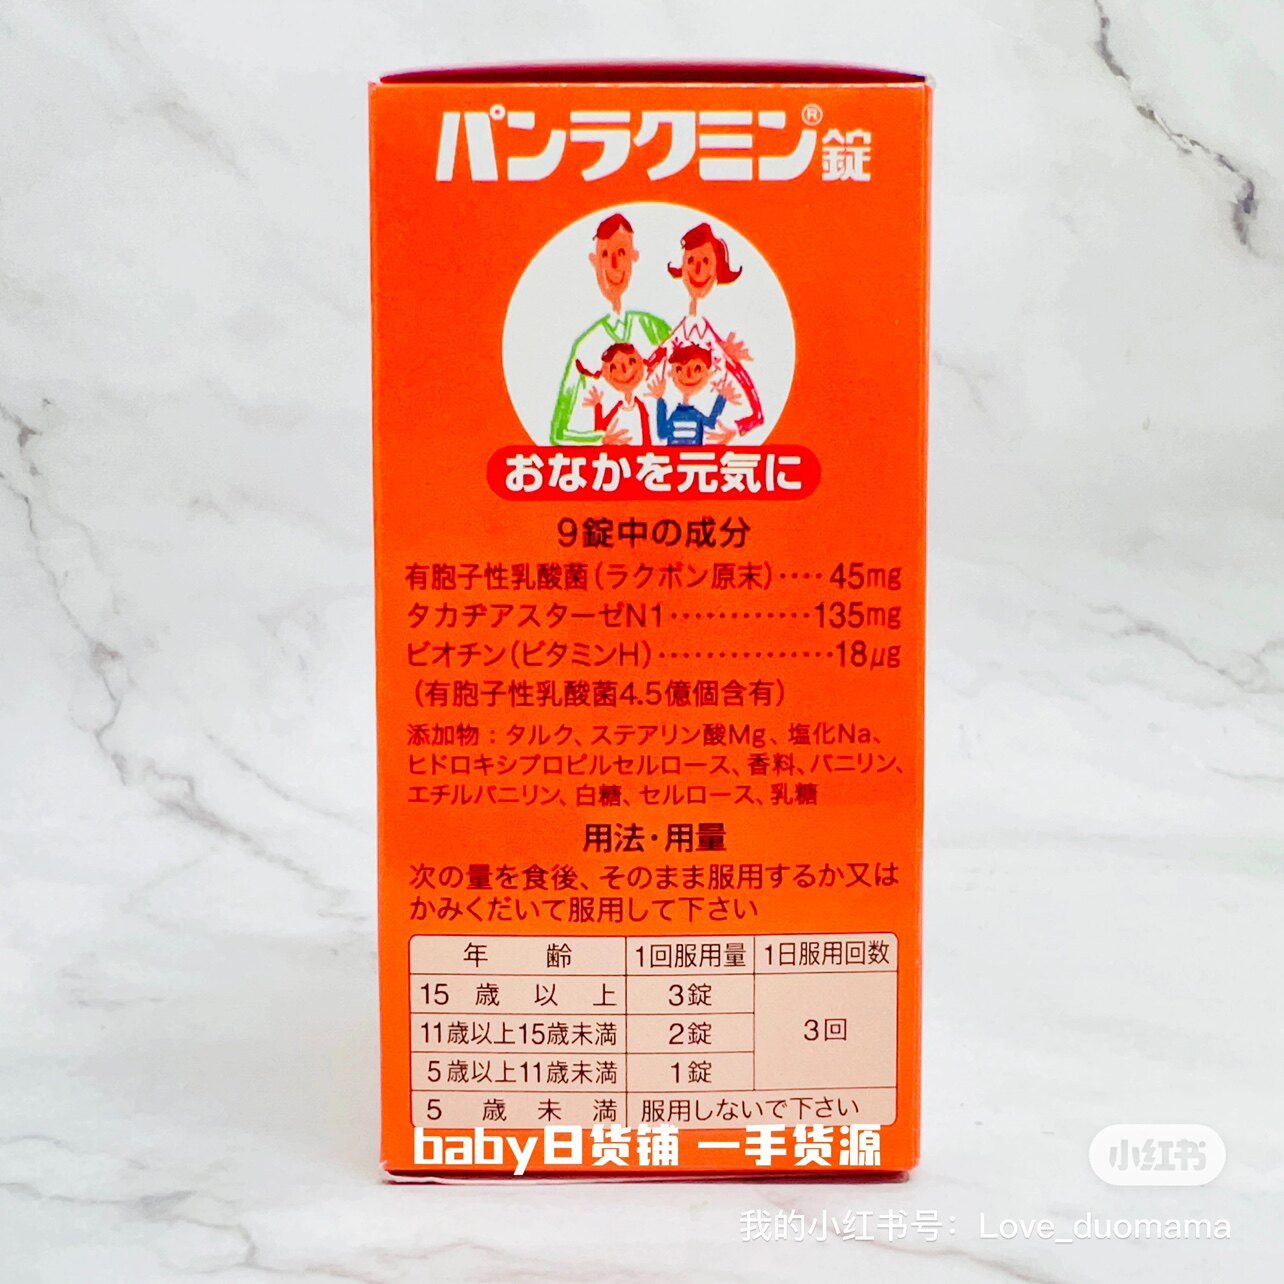 パンラクミン®錠
おなかを元気に
9錠中の成分
有胞子性乳酸菌(ラクボン原末)‥‥45mg
タカヂアスターゼN1‥‥‥‥‥‥135mg
ビオチン(ビタミンH)‥‥‥‥‥‥‥‥18μg
(有胞子性乳酸菌4.5億個含有)
添加物:タルク、ステアリン酸Mg、塩化Na、
ヒドロキシプロピルセルロース、香料、バニリン、
エチルバニリン、白糖、セルロース、乳糖
用法・用量
次の量を食後、そのまま服用するか又は
かみくだいて服用して下さい
年齢 1回服用量 1日服用回数
15歳以上 3錠
11歳以上15歳未満 2錠 3回
5歳以上11歳未満 1錠
5歳未満 服用しないで下さい
baby日货铺 一手货源
小红书
我的小红书号：Love_duomama